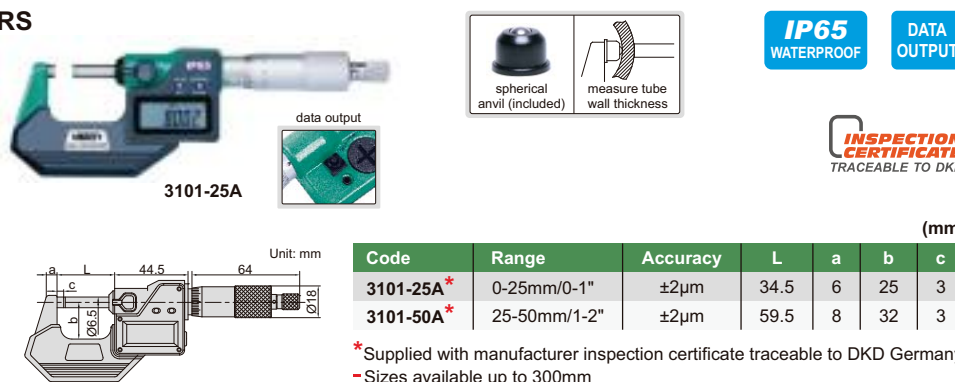 RS
IP65
WATERPROOF
DATA
OUTPUT
IP65
spherical
anvil (included)
measure tube
wall thickness
data output
3101-25A
INSPECTION
CERTIFICATE
TRACEABLE TO DKD
(mm
Unit: mm
a L 44.5 64
c
b
Ø6.5
Ø18
Code Range Accuracy L a b c
3101-25A* 0-25mm/0-1" ±2µm 34.5 6 25 3
3101-50A* 25-50mm/1-2" ±2µm 59.5 8 32 3
*Supplied with manufacturer inspection certificate traceable to DKD Germany
-Sizes available up to 300mm